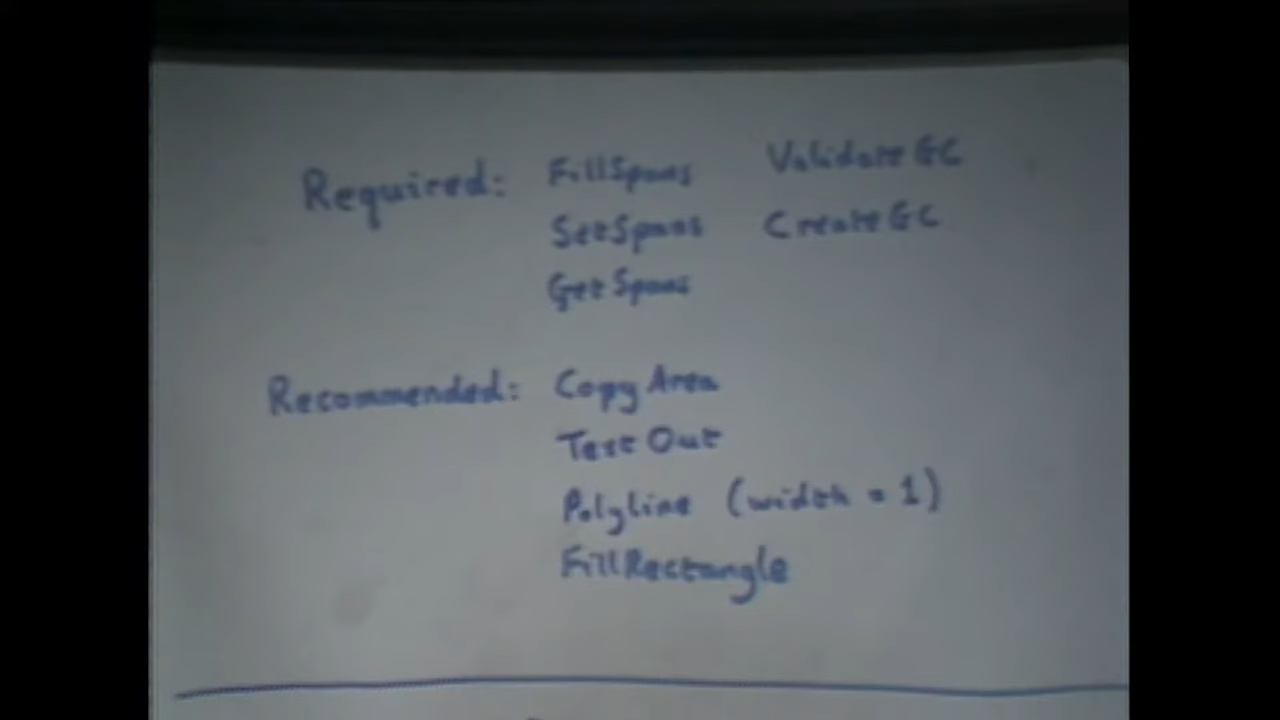 Required: FillSpans ValidateGC
SetSpans CreateGC
GetSpans
Recommended: CopyArea
TextOut
Polyline (width = 1)
FillRectangle